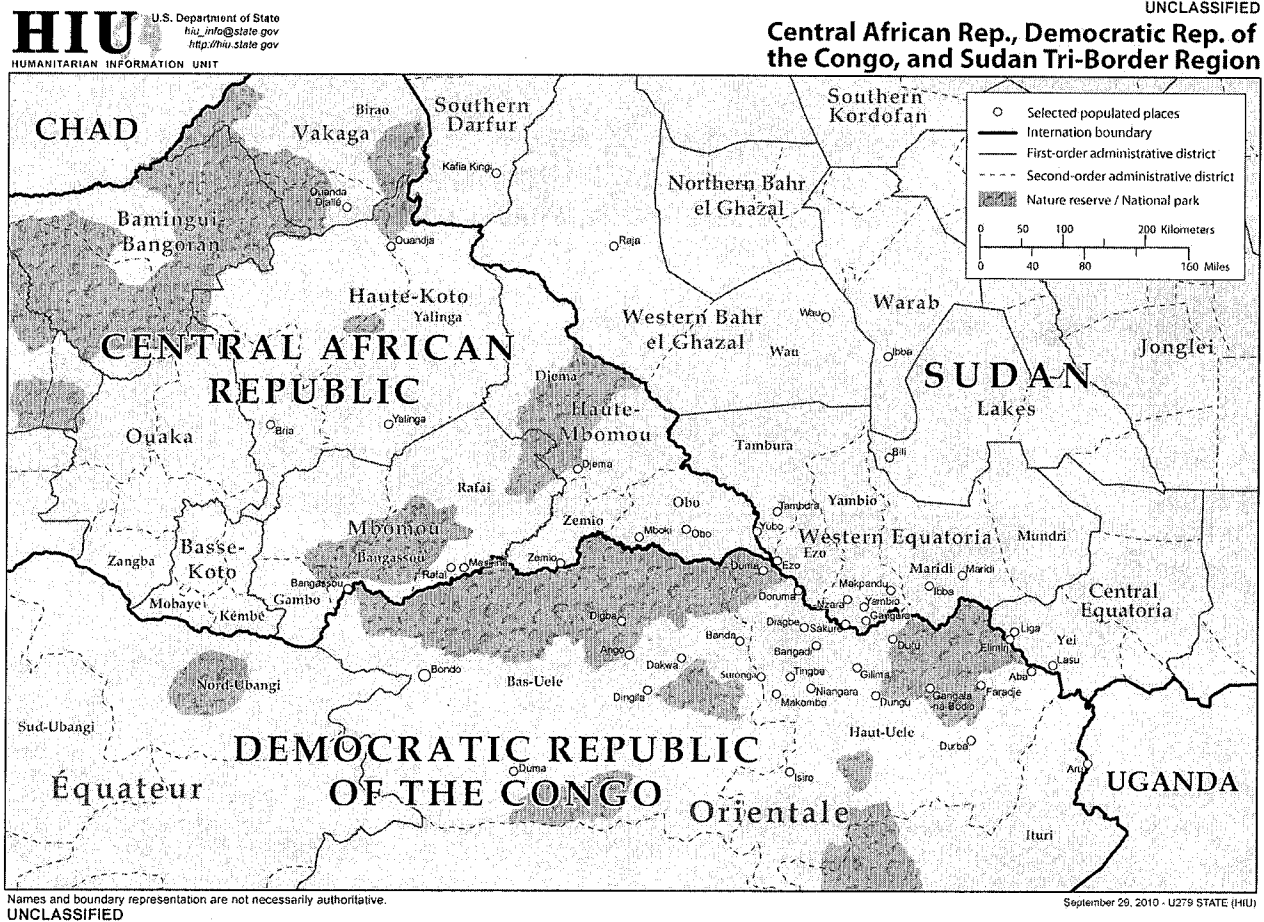 HIU
HUMANITARIAN INFORMATION UNIT
U.S. Department of State
hiu_info@state gov
http://hiu.state gov
UNCLASSIFIED
Central African Rep., Democratic Rep. of
the Congo, and Sudan Tri-Border Region
Selected populated places
Internation boundary
First-order administrative district
Second-order administrative district
Nature reserve / National park
0 50 100 200 Kilometers
0 40 80 160 Miles
CHAD
Birao
Vakaga
Southern
Darfur
Kafia Kingi
Southern
Kordofan
Ouanda
Djallé
Northern Bahr
el Ghazal
Bamingui-
Bangoran
Ouandja
Raja
Haute-Koto
Yalinga
Western Bahr
el Ghazal
Wau
Wau
Warab
CENTRAL AFRICAN
REPUBLIC
Ibba
Jonglei
SUDAN
Lakes
Djema
Haute-
Mbomou
Ouaka
Bria
Yalinga
Tambura
Bili
Djema
Rafai
Obo
Tambura
Yambio
Mbomou
Zemio
Mboki
Obo
Yubo
Western Equatoria
Ezo
Mundri
Zangba
Basse-
Koto
Bangassou
Rafai
Zemio
Duma
Ezo
Maridi
Maridi
Bangassou
Gambo
Mobaye
Kémbé
Doruma
Makpandu
Ibba
Nzara
Yambio
Gangara
Central
Equatoria
Digba
Dragbe
Sakure
Banda
Bangadi
Duru
Liga
Elimin
Yei
Lasu
Aba
Ango
Dakwa
Bondo
Bas-Uele
Suronga
Tingbe
Gilima
Nord-Ubangi
Dingila
Niangara
Makombo
Dungu
Gangala
na Bodio
Faradje
Sud-Ubangi
Haut-Uele
Durba
DEMOCRATIC REPUBLIC
OF THE CONGO
Duma
Isiro
Aru
UGANDA
Équateur
Orientale
Ituri
Names and boundary representation are not necessarily authoritative.
UNCLASSIFIED
September 29, 2010 - U279 STATE (HIU)